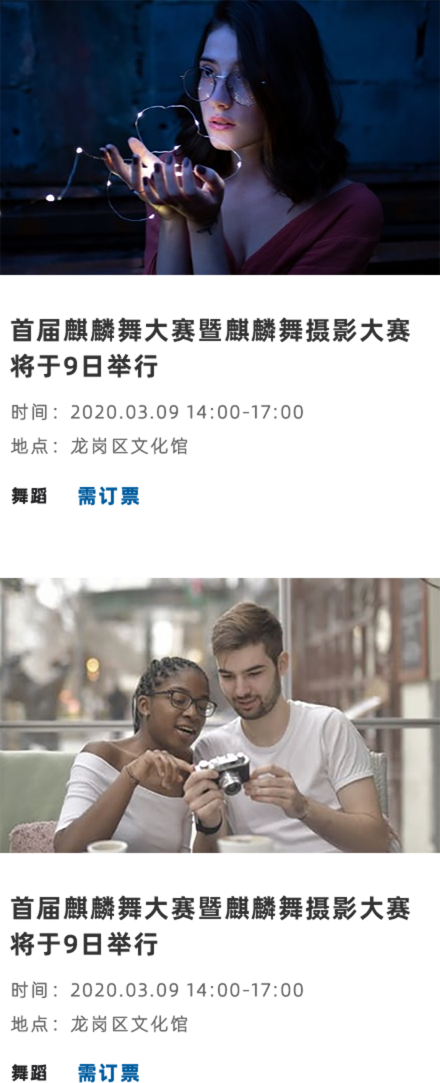 首届麒麟舞大赛暨麒麟舞摄影大赛
将于9日举行
时间：2020.03.09 14:00-17:00
地点：龙岗区文化馆
舞蹈 需订票
首届麒麟舞大赛暨麒麟舞摄影大赛
将于9日举行
时间：2020.03.09 14:00-17:00
地点：龙岗区文化馆
舞蹈 需订票